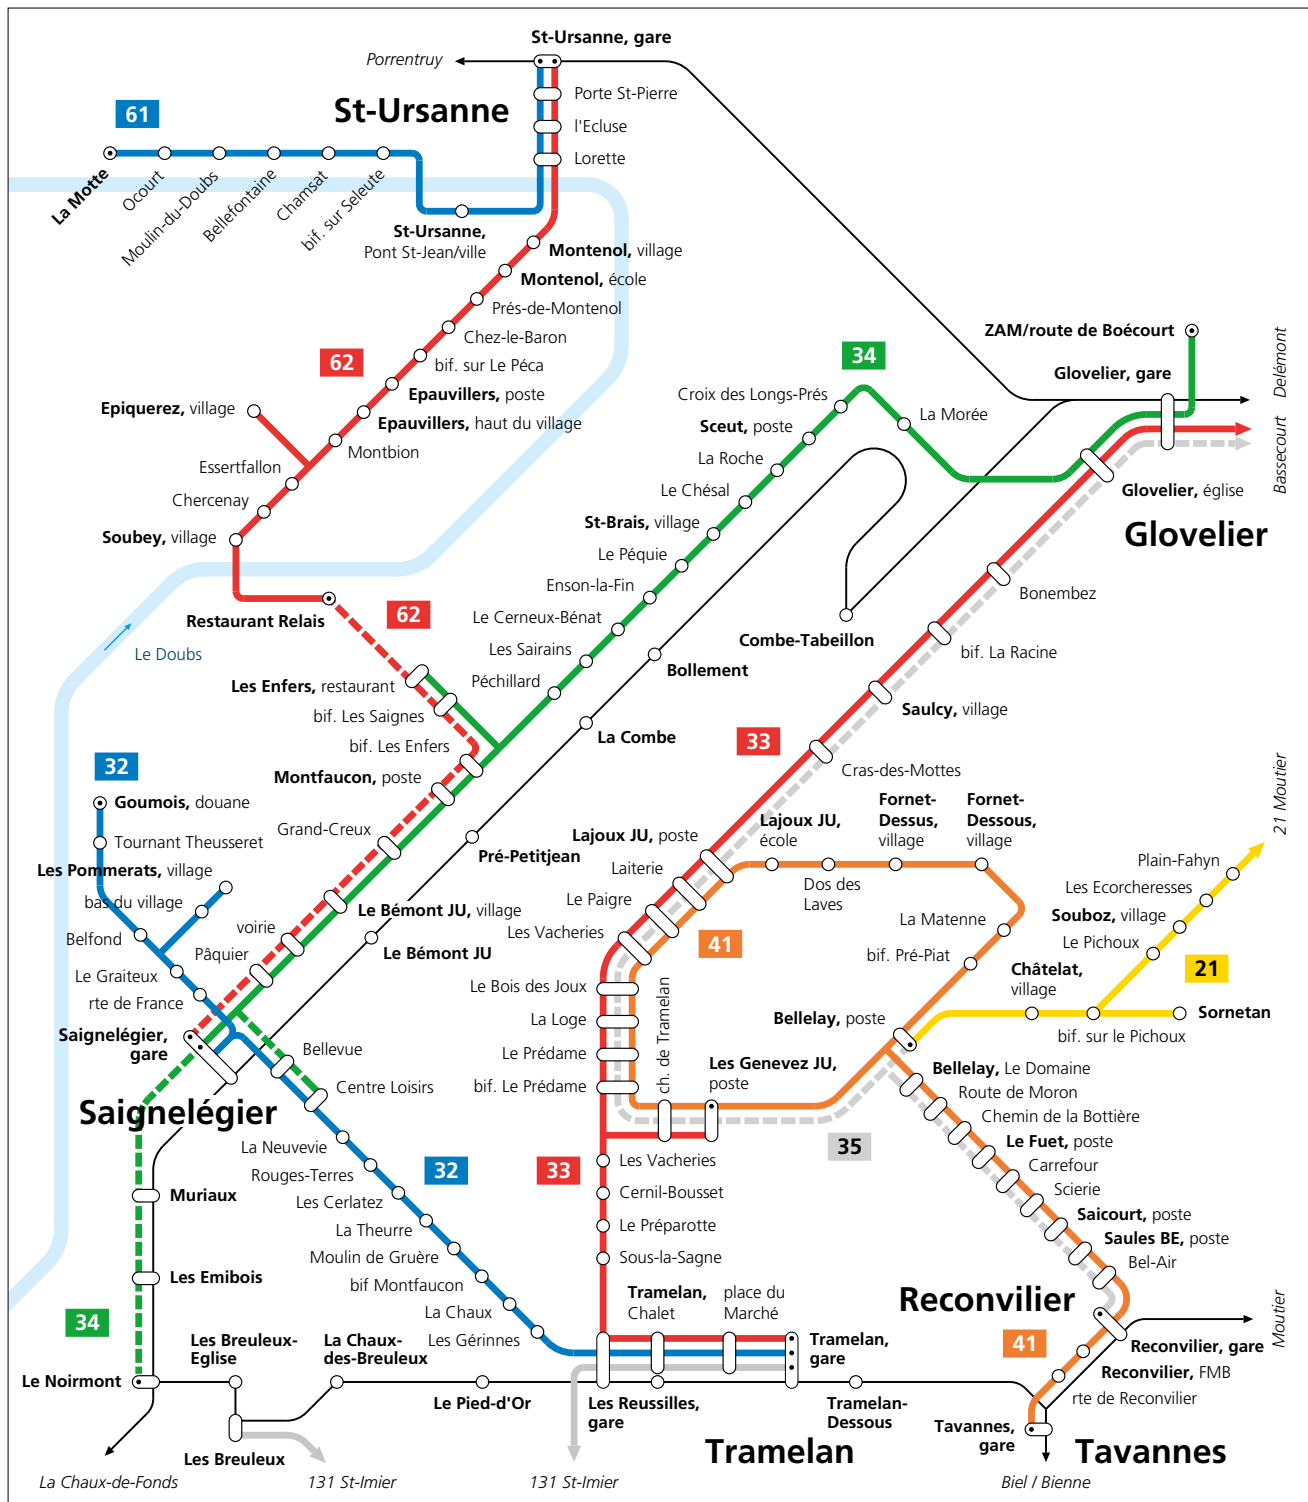 St-Ursanne, gare
Porrentruy
St-Ursanne
Porte St-Pierre
l'Ecluse
Lorette
61
La Motte
Ocourt
Moulin-du-Doubs
Bellefontaine
Chamsat
bif. sur Seleute
St-Ursanne,
Pont St-Jean/ville
Montenol, village
Montenol, école
Prés-de-Montenol
Chez-le-Baron
bif. sur Le Péca
62
Epauvillers, poste
Epauvillers, haut du village
Epiquerez, village
Montbion
Essertfallon
Chercenay
Soubey, village
Restaurant Relais
62
Le Doubs
ZAM/route de Boécourt
Glovelier, gare
Delémont
Bassecourt
34
Croix des Longs-Prés
La Morée
Sceut, poste
La Roche
Le Chésal
St-Brais, village
Le Péquie
Enson-la-Fin
Le Cerneux-Bénat
Les Sairains
Péchillard
Glovelier, église
Glovelier
Bonembez
bif. La Racine
Saulcy, village
Cras-des-Mottes
33
Combe-Tabeillon
Bollement
La Combe
Pré-Petitjean
Le Bémont JU
Les Enfers, restaurant
bif. Les Saignes
bif. Les Enfers
Montfaucon, poste
Grand-Creux
Le Bémont JU, village
voirie
Pâquier
32
Goumois, douane
Tournant Theusseret
Les Pommerats, village
bas du village
Belfond
Le Graiteux
rte de France
Saignelégier,
gare
Saignelégier
Bellevue
Centre Loisirs
La Neuvevie
Rouges-Terres
Les Cerlatez
La Theurre
Moulin de Gruère
bif Montfaucon
La Chaux
Les Gérinnes
32
Muriaux
Les Emibois
34
Le Noirmont
Les Breuleux-
Eglise
Les Breuleux
La Chaux-
des-Breuleux
Le Pied-d'Or
La Chaux-de-Fonds
131 St-Imier
131 St-Imier
Lajoux JU, poste
Laiterie
Le Paigre
Les Vacheries
Le Bois des Joux
La Loge
Le Prédame
bif. Le Prédame
ch. de Tramelan
Les Genevez JU,
poste
41
Lajoux JU,
école
Dos des
Laves
Fornet-
Dessus,
village
Fornet-
Dessous,
village
La Matenne
bif. Pré-Piat
Bellelay, poste
21 Moutier
Plain-Fahyn
Les Ecorcheresses
Souboz, village
Le Pichoux
21
Châtelat,
village
Sornetan
bif. sur le Pichoux
35
Bellelay, Le Domaine
Route de Moron
Chemin de la Bottière
Le Fuet, poste
Carrefour
Scierie
Saicourt, poste
Saules BE, poste
Bel-Air
Reconvilier
Reconvilier, gare
Moutier
41
Reconvilier, FMB
rte de Reconvilier
Tavannes,
gare
Tavannes
Biel / Bienne
33
Les Vacheries
Cernil-Bousset
Le Préparotte
Sous-la-Sagne
Tramelan,
Chalet
place du
Marché
Tramelan,
gare
Les Reussilles,
gare
Tramelan-
Dessous
Tramelan